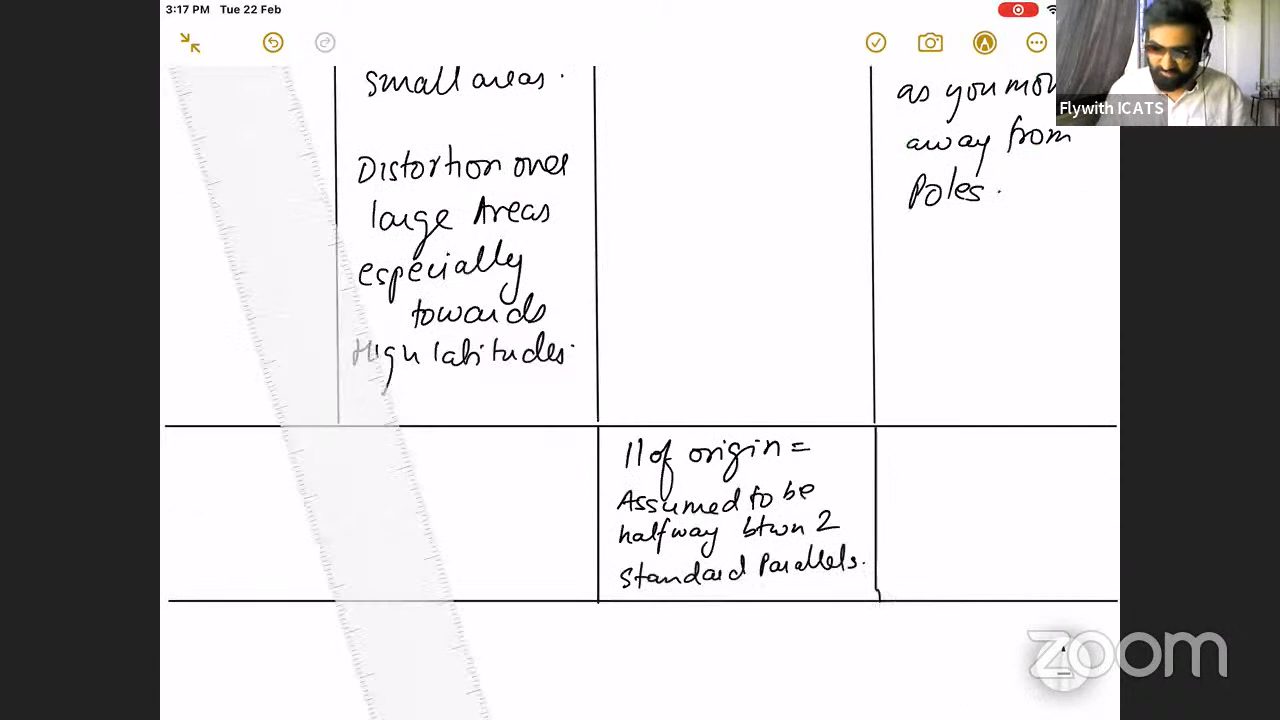 3:17 PM Tue 22 Feb
small areas.
Distortion over
large Areas
especially
towards
High latitudes.
as you mov
away from
Poles.
Flywith ICATS
11 of origin =
Assumed to be
halfway btwn 2
Standard Parallels.
zoom